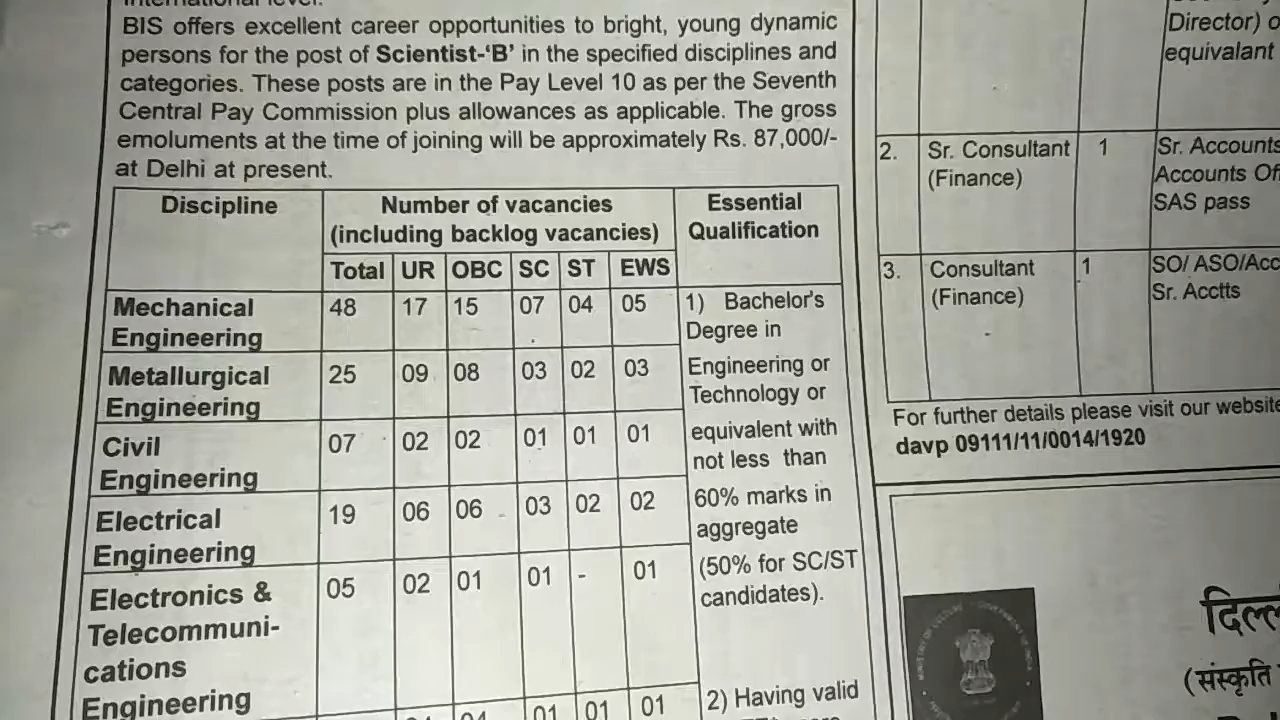 BIS offers excellent career opportunities to bright, young dynamic
persons for the post of Scientist-‘B’ in the specified disciplines and
categories. These posts are in the Pay Level 10 as per the Seventh
Central Pay Commission plus allowances as applicable. The gross
emoluments at the time of joining will be approximately Rs. 87,000/-
at Delhi at present.
Discipline Number of vacancies (including backlog vacancies) Essential Qualification
Total UR OBC SC ST EWS
Mechanical Engineering 48 17 15 07 04 05
Metallurgical Engineering 25 09 08 03 02 03
Civil Engineering 07 02 02 01 01 01
Electrical Engineering 19 06 06 03 02 02
Electronics & Telecommuni-
cations Engineering 05 02 01 01 - 01
01 01 01
1) Bachelor's
Degree in
Engineering or
Technology or
equivalent with
not less than
60% marks in
aggregate
(50% for SC/ST
candidates).
2) Having valid
Director)
equivalant
2. Sr. Consultant (Finance) 1 Sr. Accounts
Accounts
SAS pass
3. Consultant (Finance) 1 SO/ ASO/
Sr. Acctts
For further details please visit our website
davp 09111/11/0014/1920
(संस्कृति